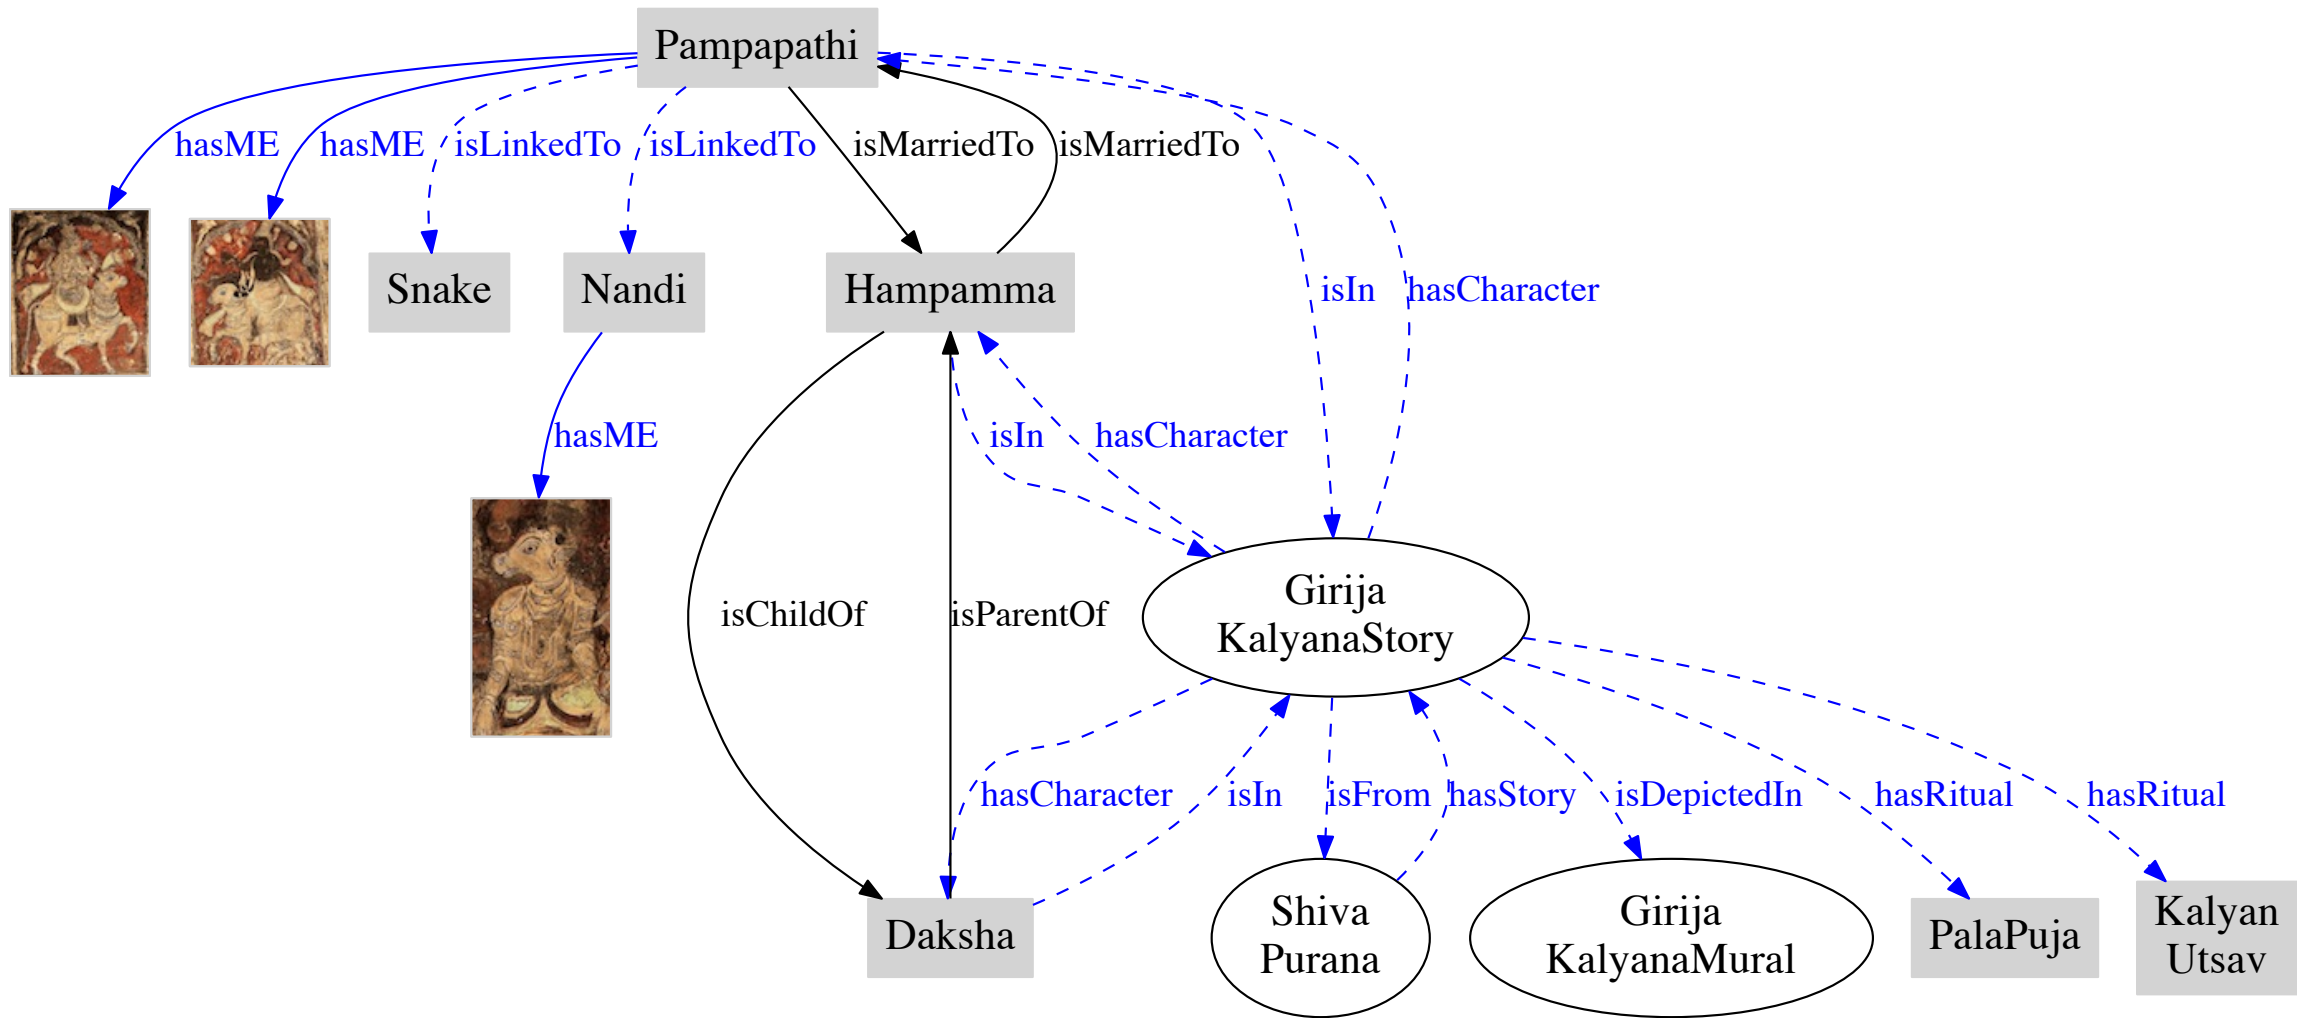 Pampapathi
hasME
hasME
isLinkedTo
isLinkedTo
isMarriedTo
isMarriedTo
Snake
Nandi
Hampamma
isIn
hasCharacter
hasME
isIn
hasCharacter
Girija
KalyanaStory
isChildOf
isParentOf
hasCharacter
isIn
isFrom
hasStory
isDepictedIn
hasRitual
hasRitual
Daksha
Shiva
Purana
Girija
KalyanaMural
PalaPuja
Kalyan
Utsav